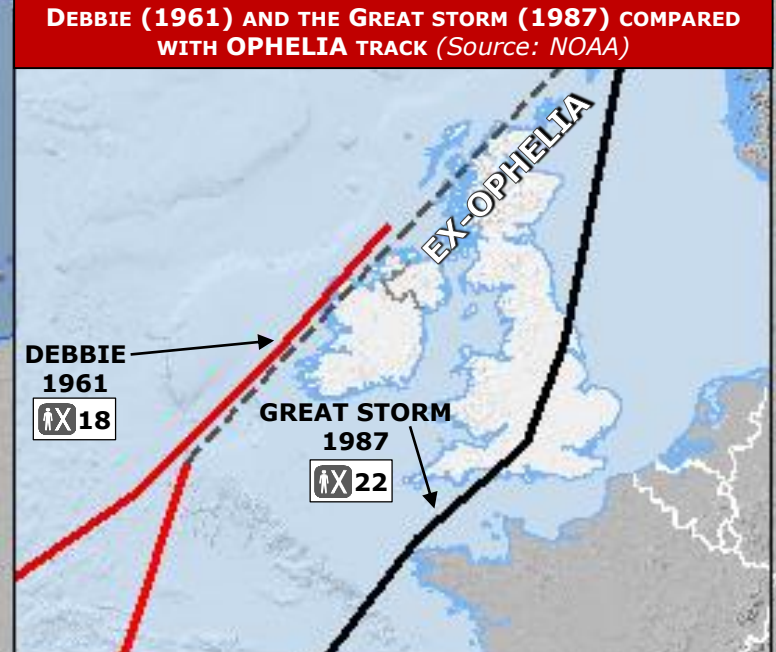 DEBBIE (1961) AND THE GREAT STORM (1987) COMPARED
WITH OPHELIA TRACK (Source: NOAA)
EX-OPHELIA
DEBBIE
1961
18
GREAT STORM
1987
22